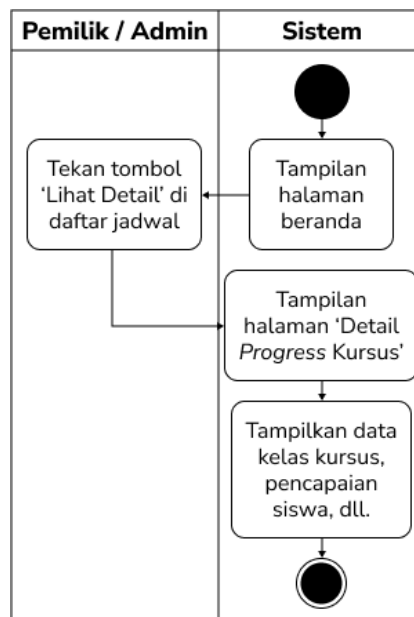 Pemilik / Admin
Sistem
Tampilan
halaman
beranda
Tekan tombol
‘Lihat Detail’ di
daftar jadwal
Tampilan
halaman ‘Detail
Progress Kursus’
Tampilkan data
kelas kursus,
pencapaian
siswa, dll.